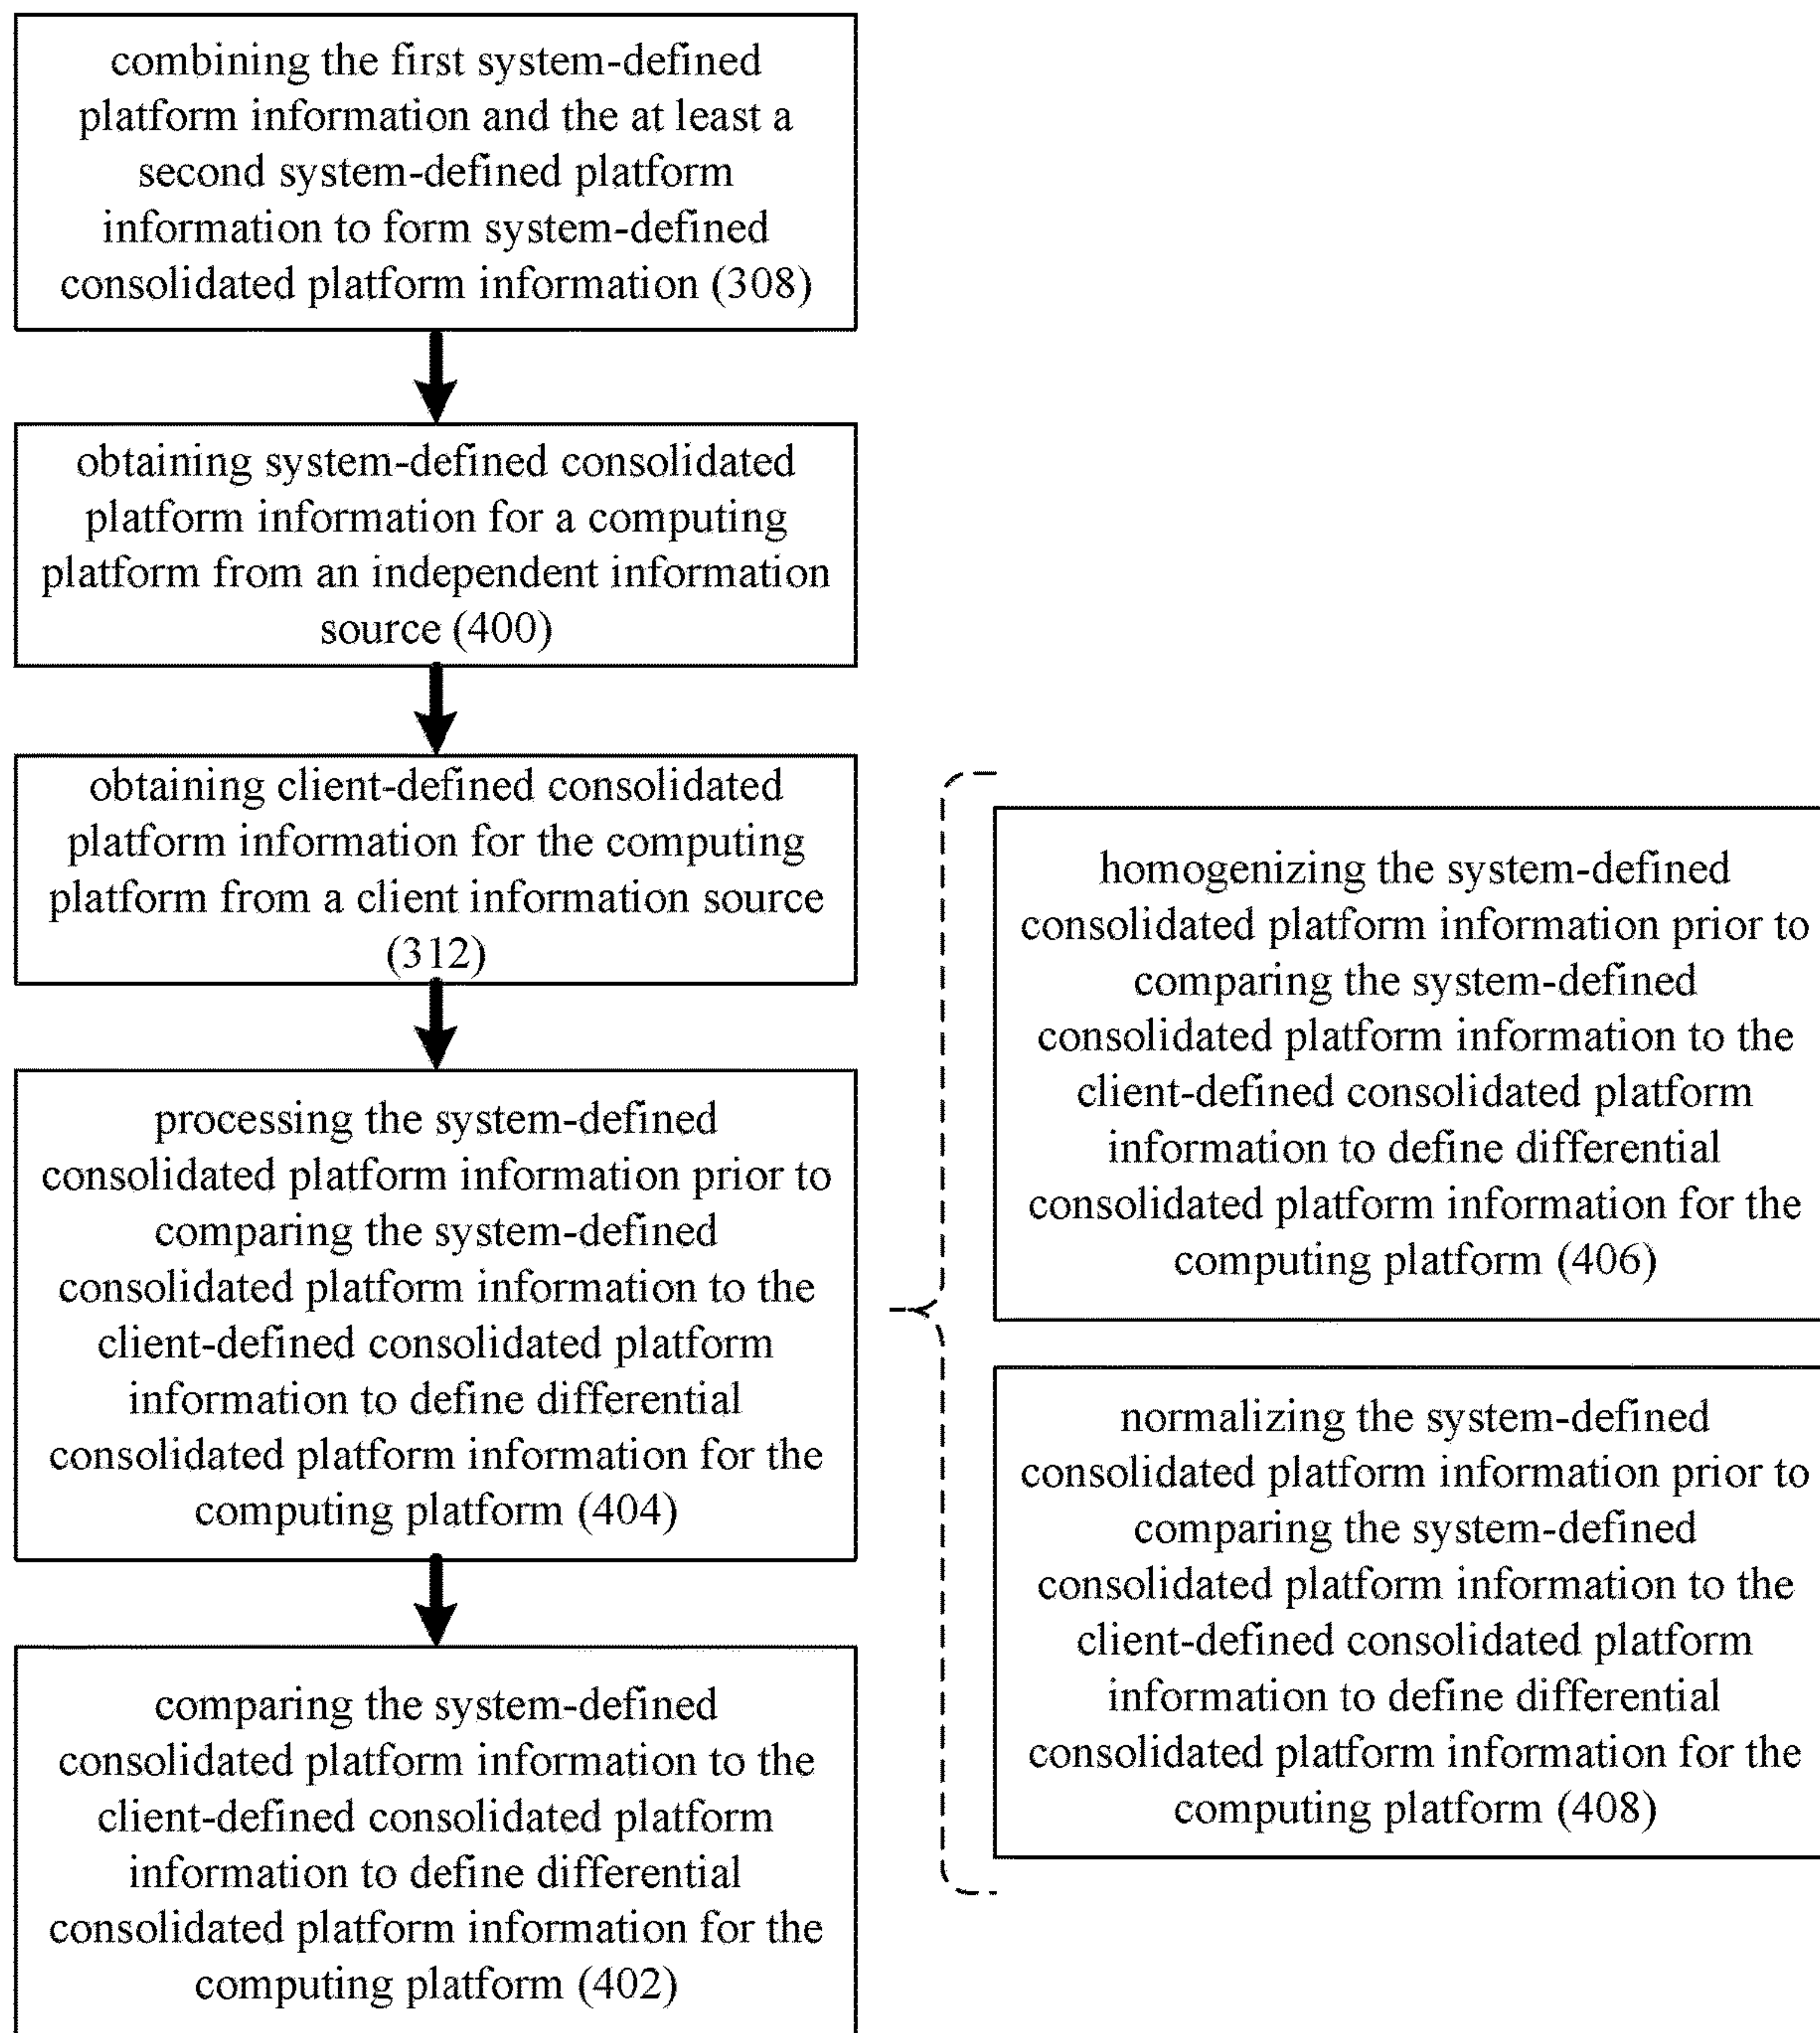 combining the first system-defined
platform information and the at least a
second system-defined platform
information to form system-defined
consolidated platform information (308)
obtaining system-defined consolidated
platform information for a computing
platform from an independent information
source (400)
obtaining client-defined consolidated
platform information for the computing
platform from a client information source
(312)
processing the system-defined
consolidated platform information prior to
comparing the system-defined
consolidated platform information to the
client-defined consolidated platform
information to define differential
consolidated platform information for the
computing platform (404)
comparing the system-defined
consolidated platform information to the
client-defined consolidated platform
information to define differential
consolidated platform information for the
computing platform (402)
homogenizing the system-defined
consolidated platform information prior to
comparing the system-defined
consolidated platform information to the
client-defined consolidated platform
information to define differential
consolidated platform information for the
computing platform (406)
normalizing the system-defined
consolidated platform information prior to
comparing the system-defined
consolidated platform information to the
client-defined consolidated platform
information to define differential
consolidated platform information for the
computing platform (408)